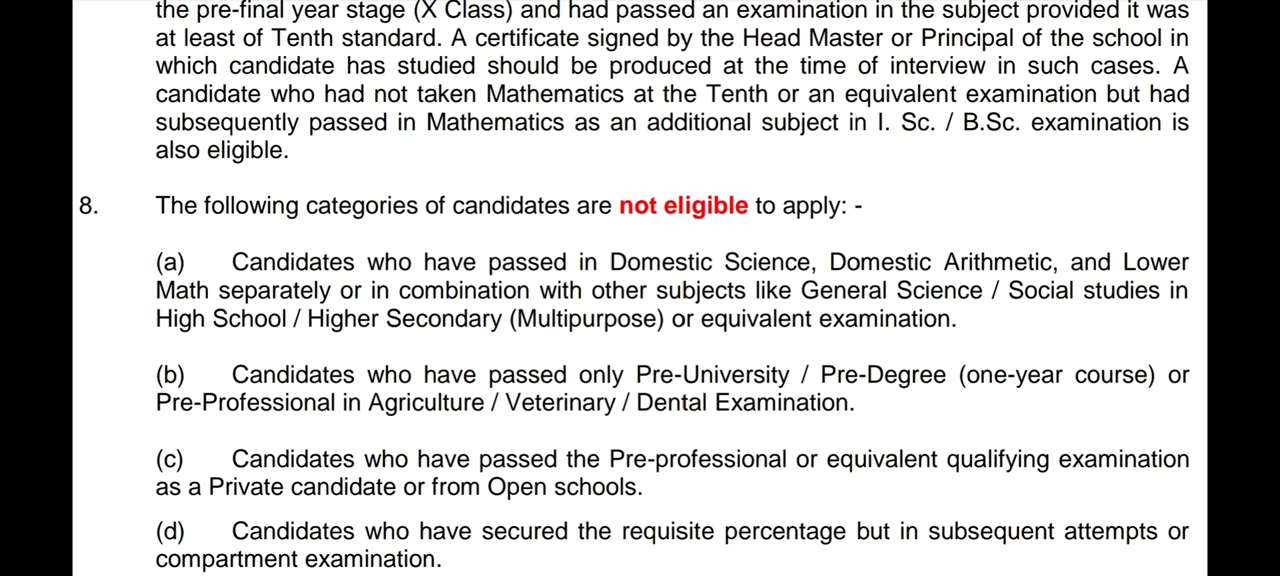 the pre-final year stage (X Class) and had passed an examination in the subject provided it was
at least of Tenth standard. A certificate signed by the Head Master or Principal of the school in
which candidate has studied should be produced at the time of interview in such cases. A
candidate who had not taken Mathematics at the Tenth or an equivalent examination but had
subsequently passed in Mathematics as an additional subject in I. Sc. / B.Sc. examination is
also eligible.
8. The following categories of candidates are not eligible to apply: -
(a) Candidates who have passed in Domestic Science, Domestic Arithmetic, and Lower
Math separately or in combination with other subjects like General Science / Social studies in
High School / Higher Secondary (Multipurpose) or equivalent examination.
(b) Candidates who have passed only Pre-University / Pre-Degree (one-year course) or
Pre-Professional in Agriculture / Veterinary / Dental Examination.
(c) Candidates who have passed the Pre-professional or equivalent qualifying examination
as a Private candidate or from Open schools.
(d) Candidates who have secured the requisite percentage but in subsequent attempts or
compartment examination.